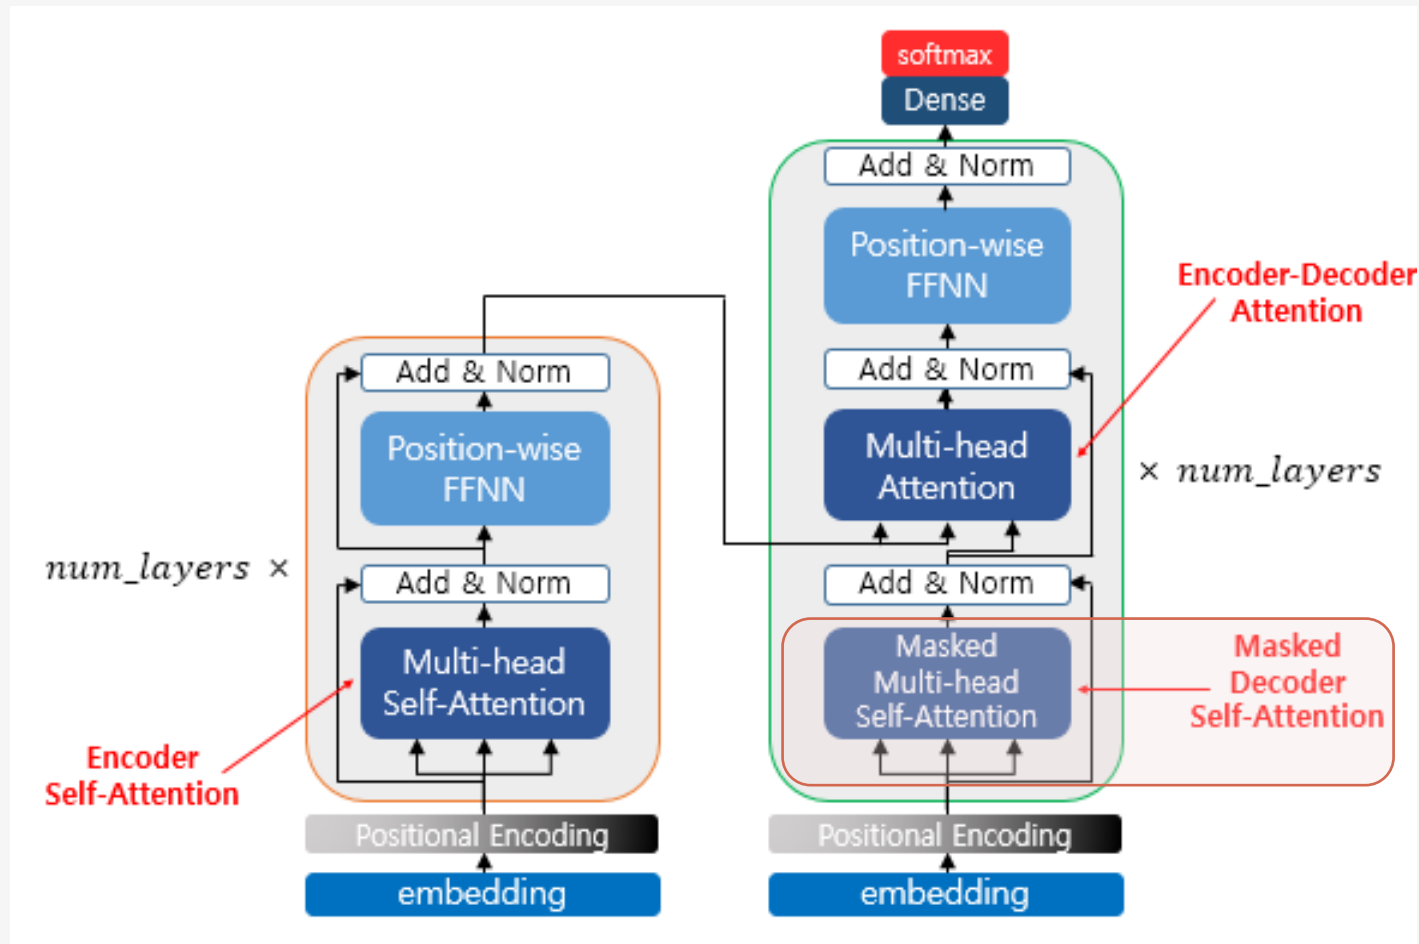 softmax
Dense
Add & Norm
Position-wise
FFNN
Encoder-Decoder
Attention
Add & Norm
Multi-head
Attention
× num_layers
Add & Norm
Masked
Multi-head
Self-Attention
Masked
Decoder
Self-Attention
Positional Encoding
embedding
Add & Norm
Position-wise
FFNN
num_layers ×
Add & Norm
Multi-head
Self-Attention
Encoder
Self-Attention
Positional Encoding
embedding